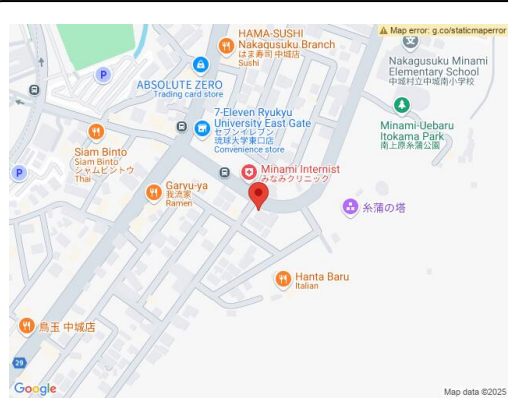 Map error: g.co/staticmaperror
HAMA-SUSHI
Nakagusuku Branch
はま寿司 中城店
Sushi
Nakagusuku Minami
Elementary School
中城村立中城南小学校
P
ABSOLUTE ZERO
Trading card store
7-Eleven Ryukyu
University East Gate
セブンイレブン
琉球大学東口店
Convenience store
Minami-Uebaru
Itokama Park
南上原糸蒲公園
Siam Binto
Siam Binto
シャムビントウ
Thai
P
Minami Internist
みなみクリニック
Garyu-ya
我流家
Ramen
糸蒲の塔
Hanta Baru
Italian
鳥玉 中城店
29
Google
Map data ©2025